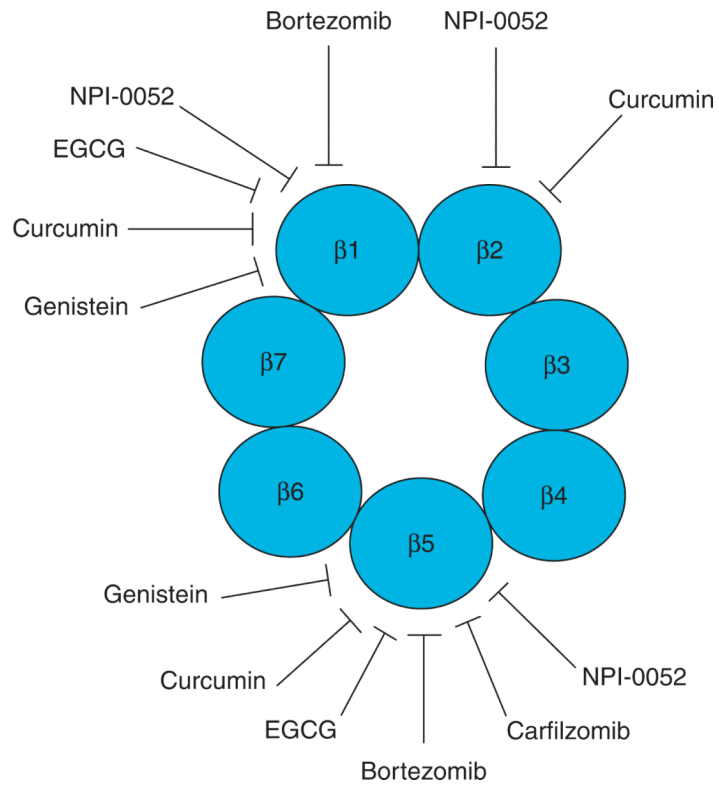 Bortezomib
NPI-0052
NPI-0052
Curcumin
EGCG
Curcumin
Genistein
β1
β2
β7
β3
β6
β4
β5
Genistein
Curcumin
NPI-0052
EGCG
Carfilzomib
Bortezomib